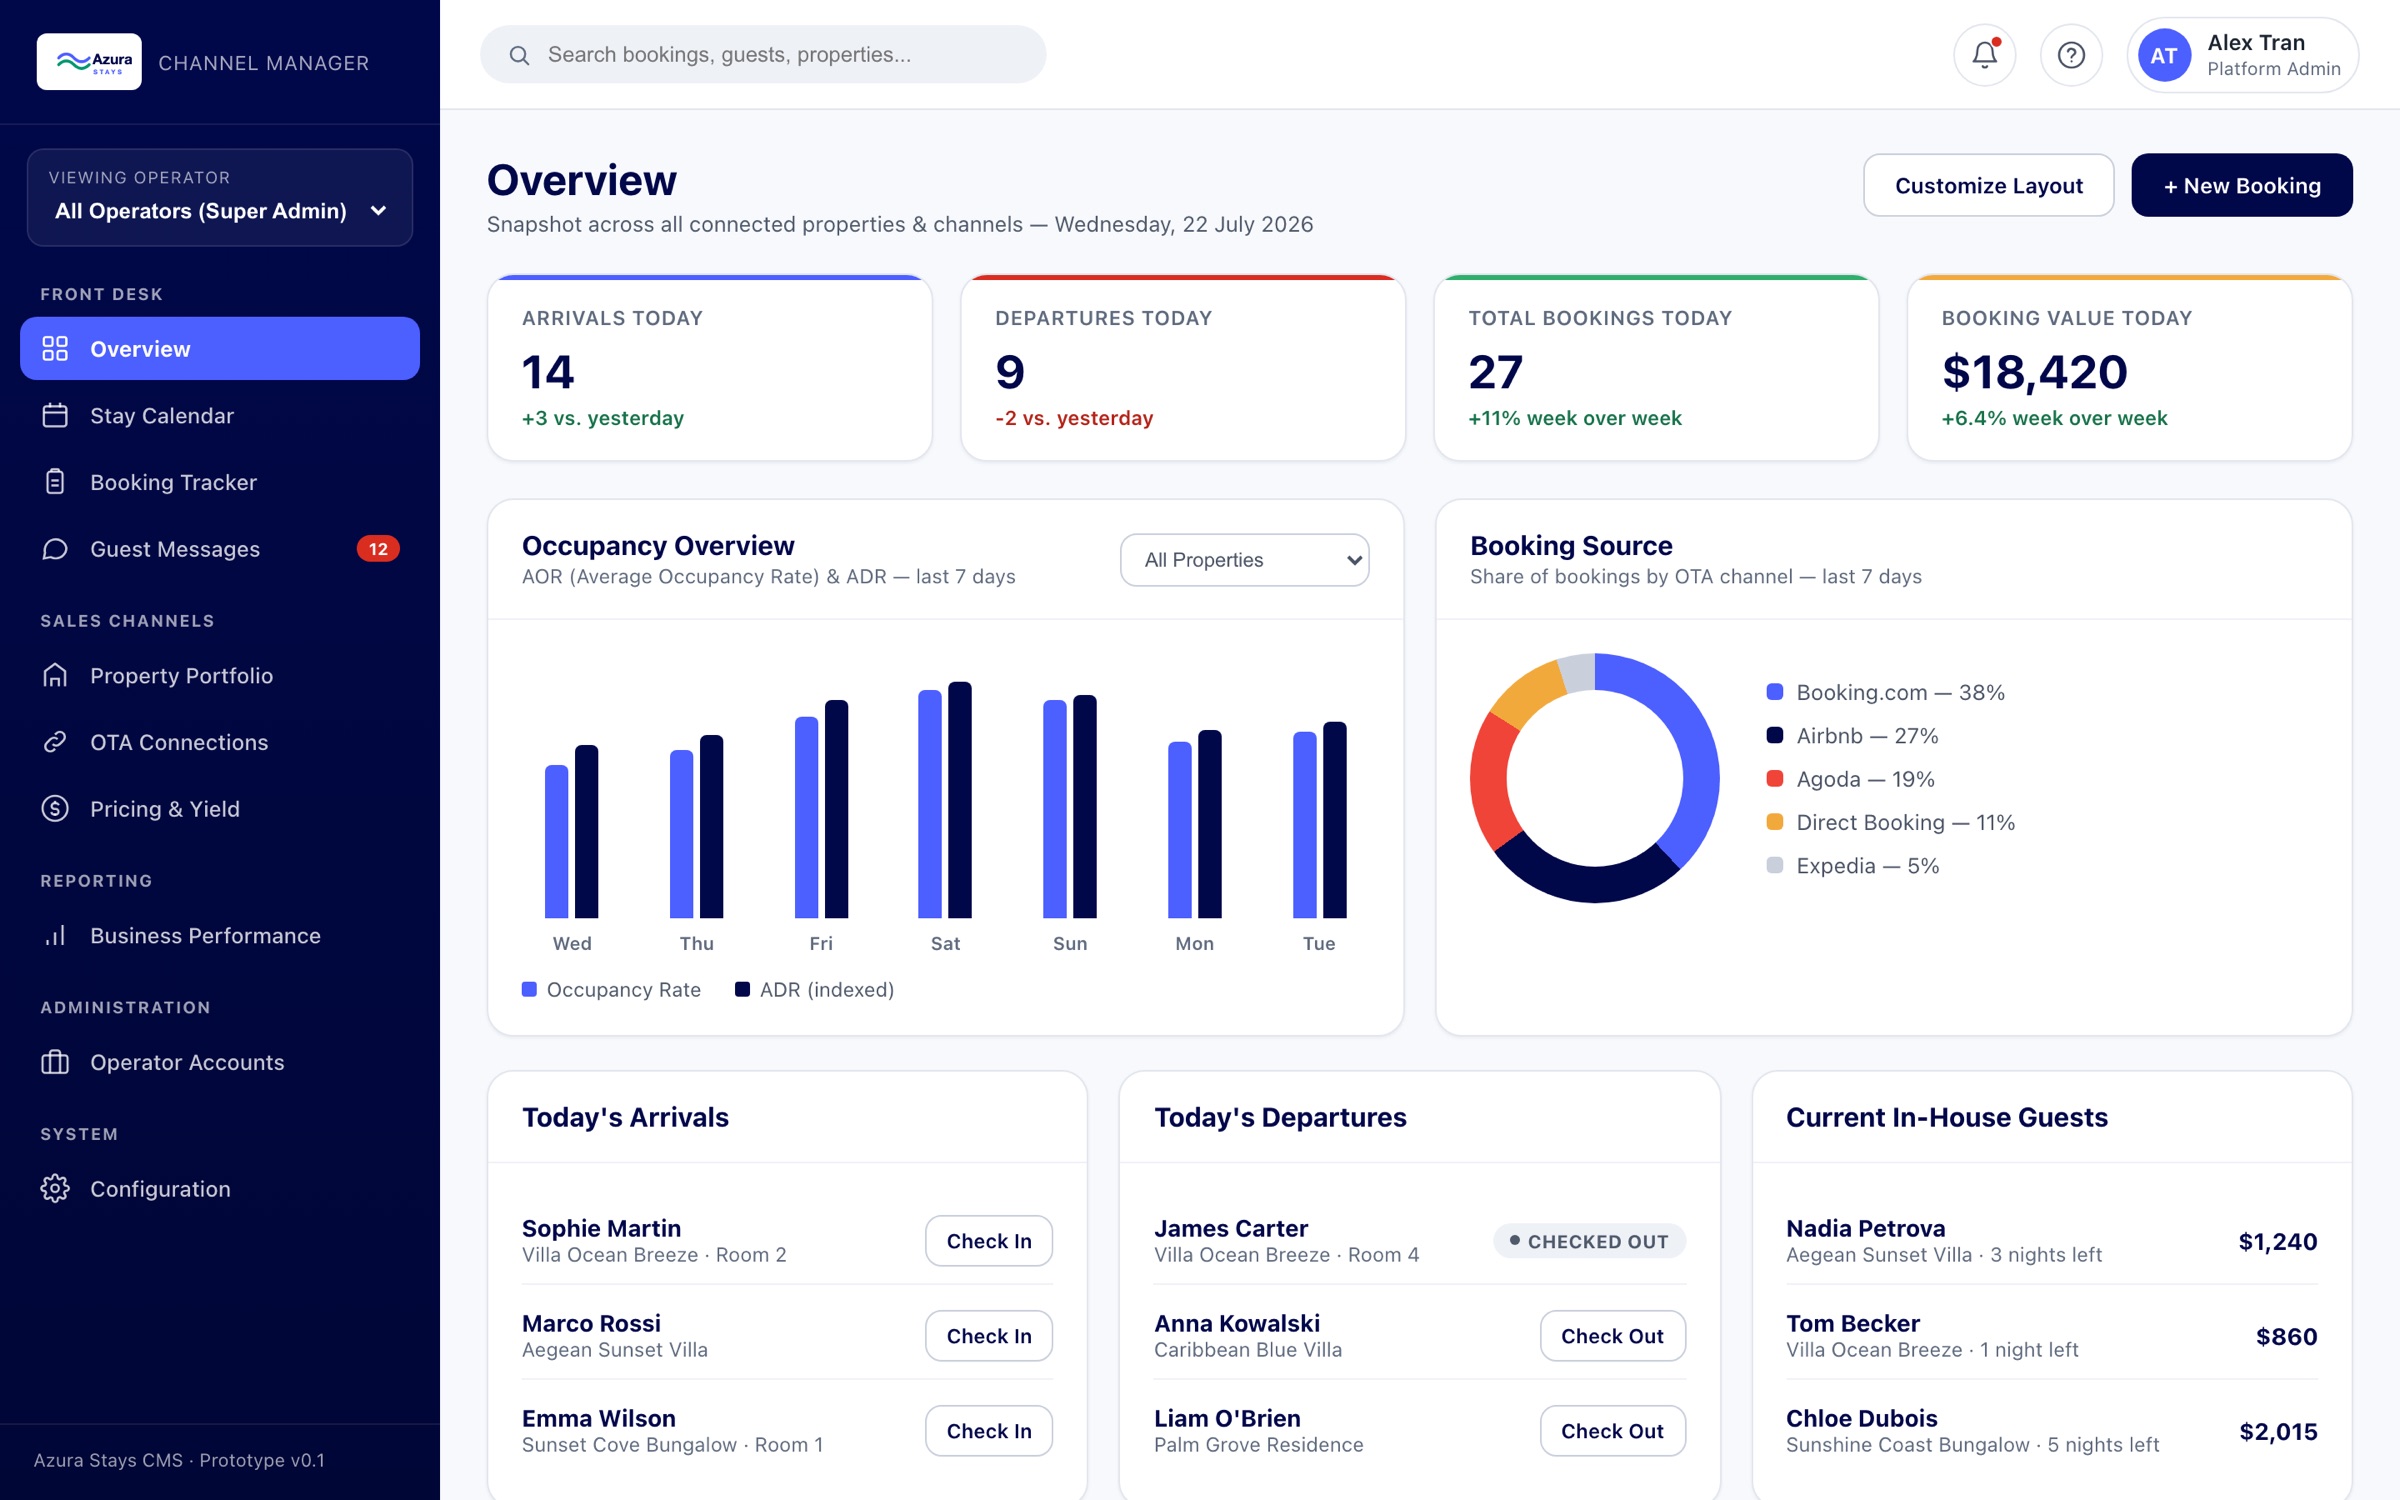 Azura
STAYS
CHANNEL MANAGER
VIEWING OPERATOR
All Operators (Super Admin)
FRONT DESK
Overview
Stay Calendar
Booking Tracker
Guest Messages
12
SALES CHANNELS
Property Portfolio
OTA Connections
Pricing & Yield
REPORTING
Business Performance
ADMINISTRATION
Operator Accounts
SYSTEM
Configuration
Azura Stays CMS · Prototype v0.1
Search bookings, guests, properties...
AT
Alex Tran
Platform Admin
Overview
Snapshot across all connected properties & channels — Wednesday, 22 July 2026
Customize Layout
+ New Booking
ARRIVALS TODAY
14
+3 vs. yesterday
DEPARTURES TODAY
9
-2 vs. yesterday
TOTAL BOOKINGS TODAY
27
+11% week over week
BOOKING VALUE TODAY
$18,420
+6.4% week over week
Occupancy Overview
AOR (Average Occupancy Rate) & ADR — last 7 days
All Properties
Wed Thu Fri Sat Sun Mon Tue
Occupancy Rate
ADR (indexed)
Booking Source
Share of bookings by OTA channel — last 7 days
Booking.com — 38%
Airbnb — 27%
Agoda — 19%
Direct Booking — 11%
Expedia — 5%
Today's Arrivals
Sophie Martin
Villa Ocean Breeze · Room 2
Check In
Marco Rossi
Aegean Sunset Villa
Check In
Emma Wilson
Sunset Cove Bungalow · Room 1
Check In
Today's Departures
James Carter
Villa Ocean Breeze · Room 4
CHECKED OUT
Anna Kowalski
Caribbean Blue Villa
Check Out
Liam O'Brien
Palm Grove Residence
Check Out
Current In-House Guests
Nadia Petrova
Aegean Sunset Villa · 3 nights left
$1,240
Tom Becker
Villa Ocean Breeze · 1 night left
$860
Chloe Dubois
Sunshine Coast Bungalow · 5 nights left
$2,015